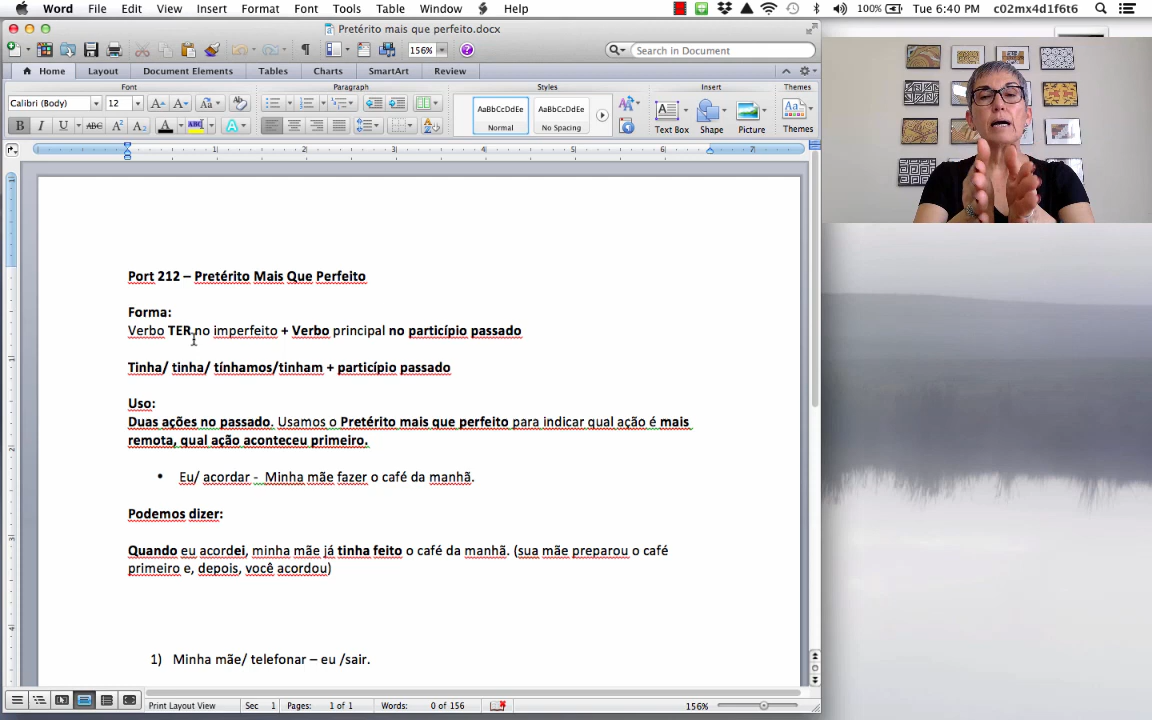 Word File Edit View Insert Format Font Tools Table Window Help 100% Tue 6:40 PM c02mx4d1f6t6
Pretérito mais que perfeito.docx
156% Search in Document
Home Layout Document Elements Tables Charts SmartArt Review
Font Paragraph Styles Insert Themes
Calibri (Body) 12 AaBbCcDdEe AaBbCcDdEe
Normal No Spacing Text Box Shape Picture Themes
1 2 3 4 5 6 7
Port 212 – Pretérito Mais Que Perfeito
Forma:
Verbo TER no imperfeito + Verbo principal no particípio passado
Tinha/ tinha/ tínhamos/tinham + particípio passado
Uso:
Duas ações no passado. Usamos o Pretérito mais que perfeito para indicar qual ação é mais
remota, qual ação aconteceu primeiro.
• Eu/ acordar - Minha mãe fazer o café da manhã.
Podemos dizer:
Quando eu acordei, minha mãe já tinha feito o café da manhã. (sua mãe preparou o café
primeiro e, depois, você acordou)
1) Minha mãe/ telefonar – eu /sair.
Print Layout View Sec 1 Pages: 1 of 1 Words: 0 of 156 156%